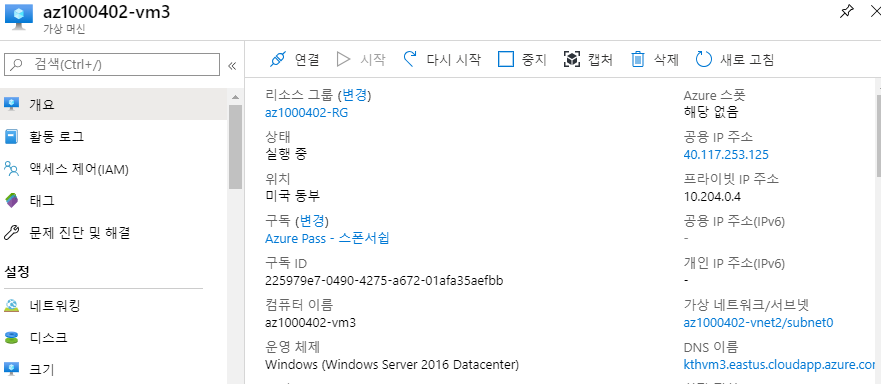 az1000402-vm3
가상 머신
검색(Ctrl+/)
«
개요
활동 로그
액세스 제어(IAM)
태그
문제 진단 및 해결
설정
네트워킹
디스크
크기
연결 시작 다시 시작 중지 캡처 삭제 새로 고침
리소스 그룹 (변경)
az1000402-RG
상태
실행 중
위치
미국 동부
구독 (변경)
Azure Pass - 스폰서쉽
구독 ID
225979e7-0490-4275-a672-01afa35aefbb
컴퓨터 이름
az1000402-vm3
운영 체제
Windows (Windows Server 2016 Datacenter)
Azure 스폿
해당 없음
공용 IP 주소
40.117.253.125
프라이빗 IP 주소
10.204.0.4
공용 IP 주소(IPv6)
-
개인 IP 주소(IPv6)
-
가상 네트워크/서브넷
az1000402-vnet2/subnet0
DNS 이름
kthvm3.eastus.cloudapp.azure.com